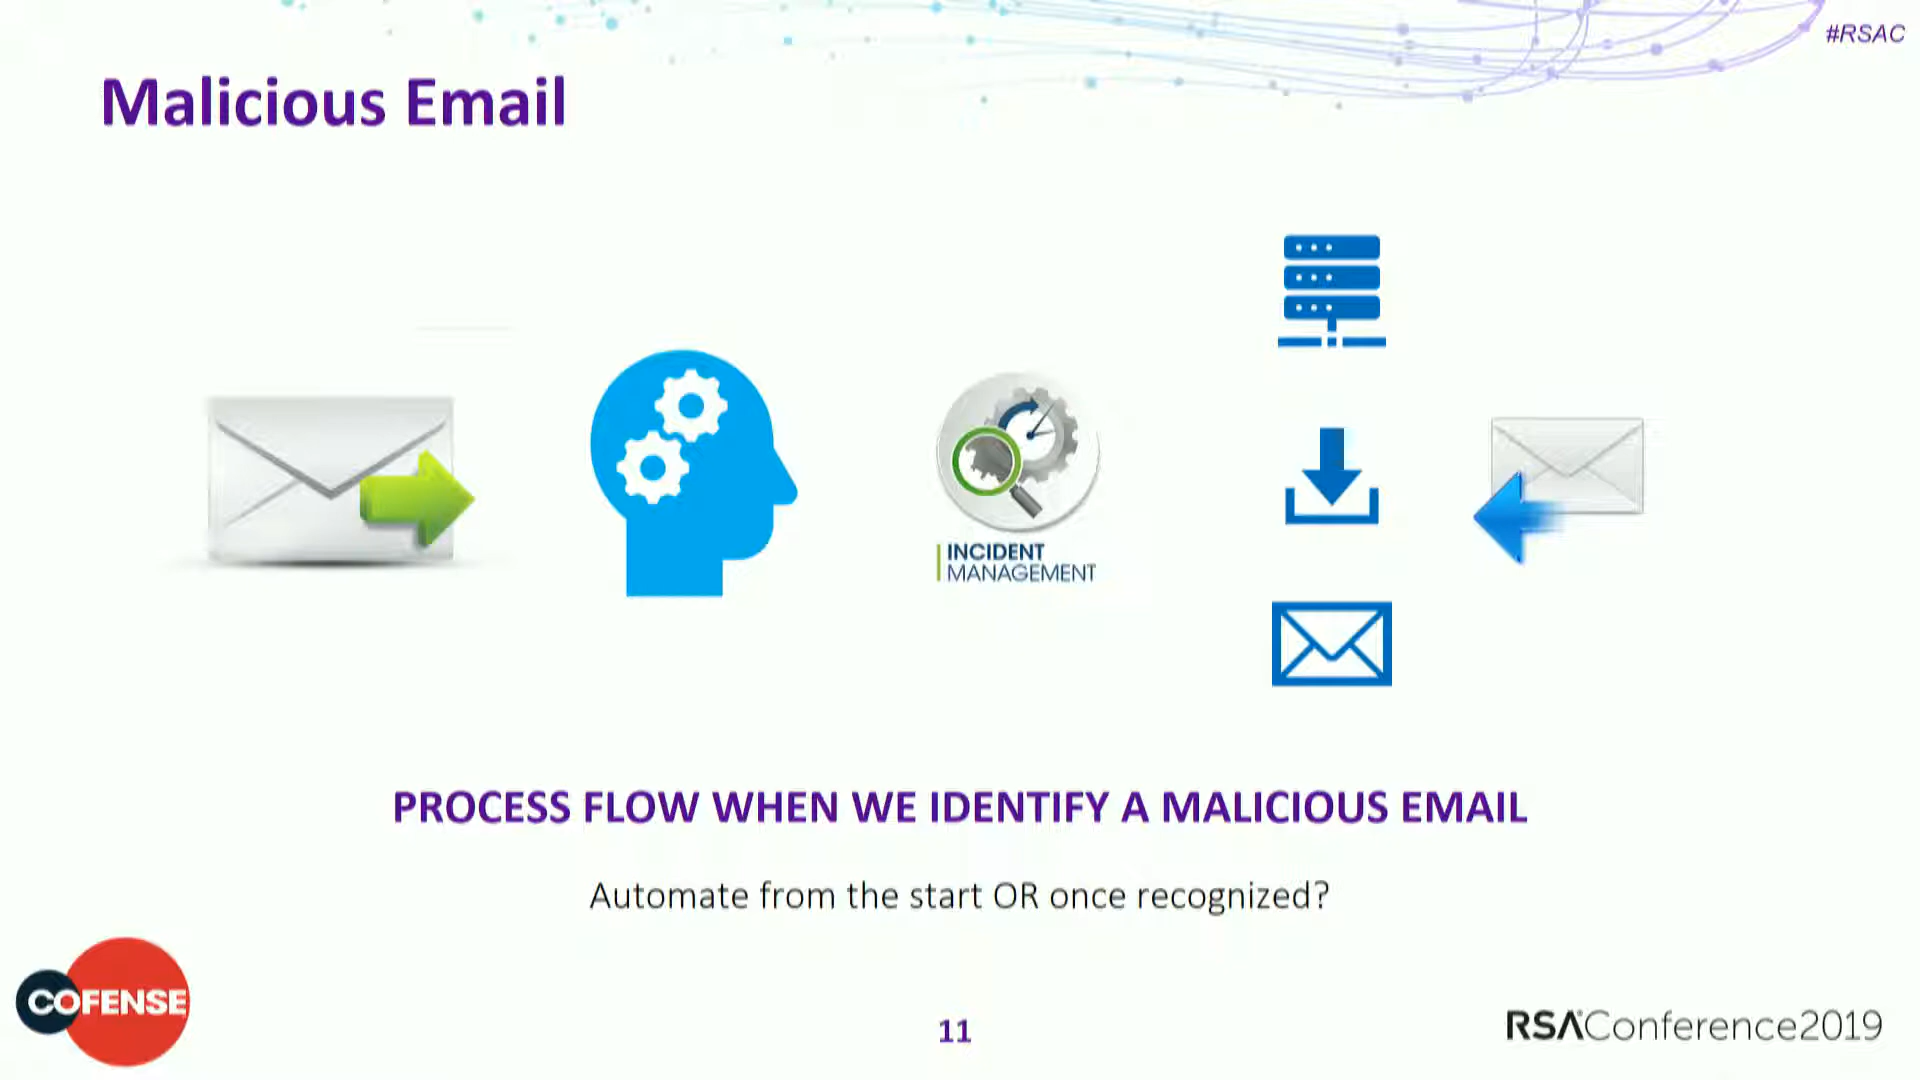 #RSAC
Malicious Email
INCIDENT
MANAGEMENT
PROCESS FLOW WHEN WE IDENTIFY A MALICIOUS EMAIL
Automate from the start OR once recognized?
COFENSE
11
RSAConference2019